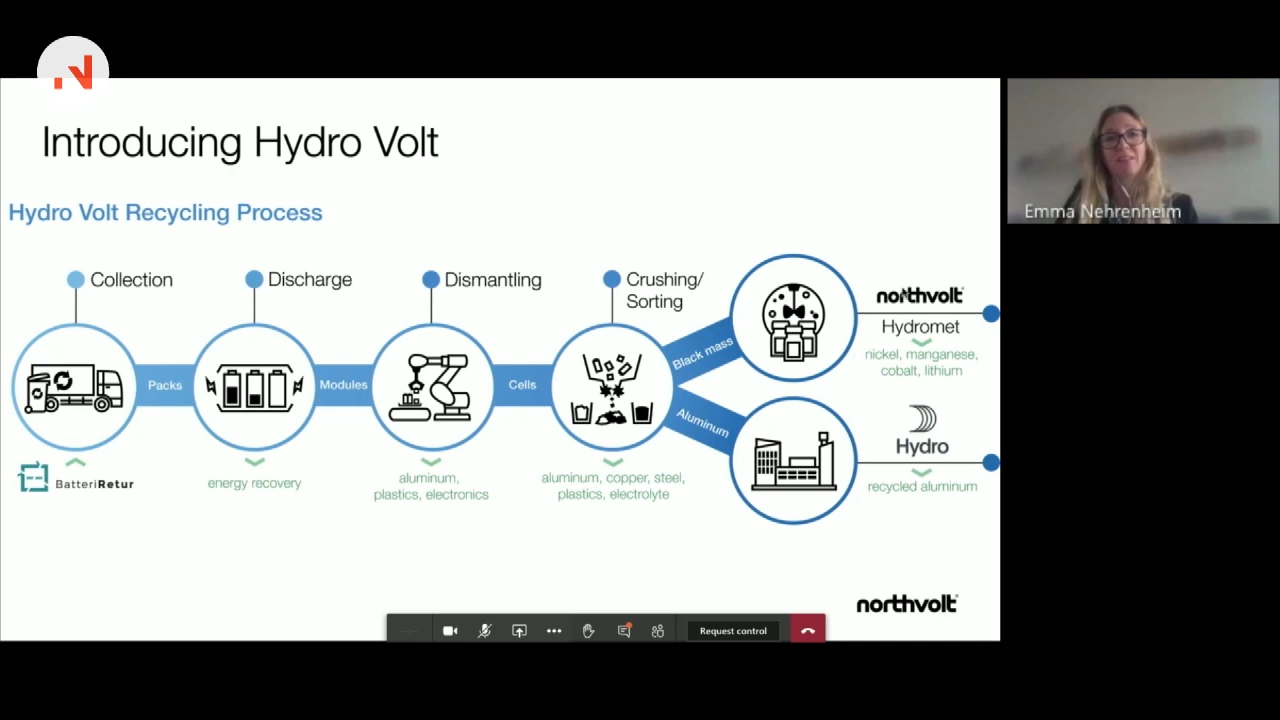 Introducing Hydro Volt
Emma Nehrenheim
Hydro Volt Recycling Process
Collection
Discharge
Dismantling
Crushing/
Sorting
Packs
Modules
Cells
Black mass
Aluminum
northvolt
Hydromet
nickel, manganese,
cobalt, lithium
Hydro
recycled aluminum
BatteriRetur
energy recovery
aluminum,
plastics, electronics
aluminum, copper, steel,
plastics, electrolyte
northvolt
Request control